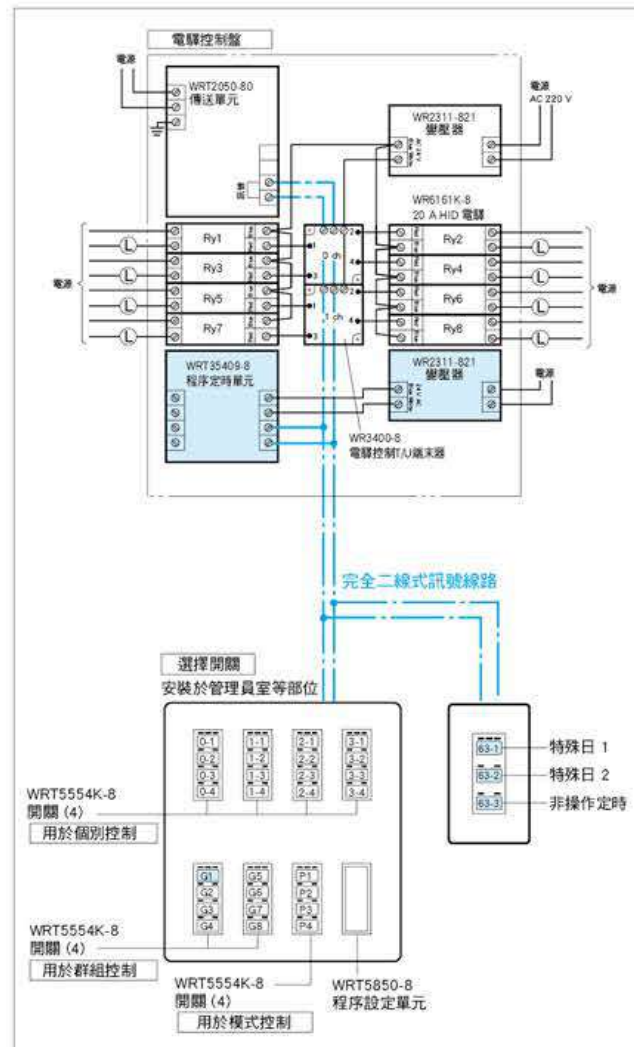 電驛控制盤
電源
WRT2050-80
傳送單元
訊號
WR2311-821
變壓器
電源
AC 220 V
WR6161K-8
20 A HID 電驛
Ry1
Ry3
Ry5
Ry7
L
L
L
L
電源
0 ch
1 ch
1
2
3
4
1
2
3
4
Ry2
Ry4
Ry6
Ry8
L
L
L
L
電源
WRT35409-8
程序定時單元
WR2311-821
變壓器
電源
WR3400-8
電驛控制T/U端末器
完全二線式訊號線路
選擇開關
安裝於管理員室等部位
0-1
0-2
0-3
0-4
1-1
1-2
1-3
1-4
2-1
2-2
2-3
2-4
3-1
3-2
3-3
3-4
WRT5554K-8
開關 (4)
用於個別控制
G1
G2
G3
G4
G5
G6
G7
G8
P1
P2
P3
P4
WRT5554K-8
開關 (4)
用於群組控制
WRT5554K-8
開關 (4)
用於模式控制
WRT5850-8
程序設定單元
63-1
63-2
63-3
特殊日 1
特殊日 2
非操作定時